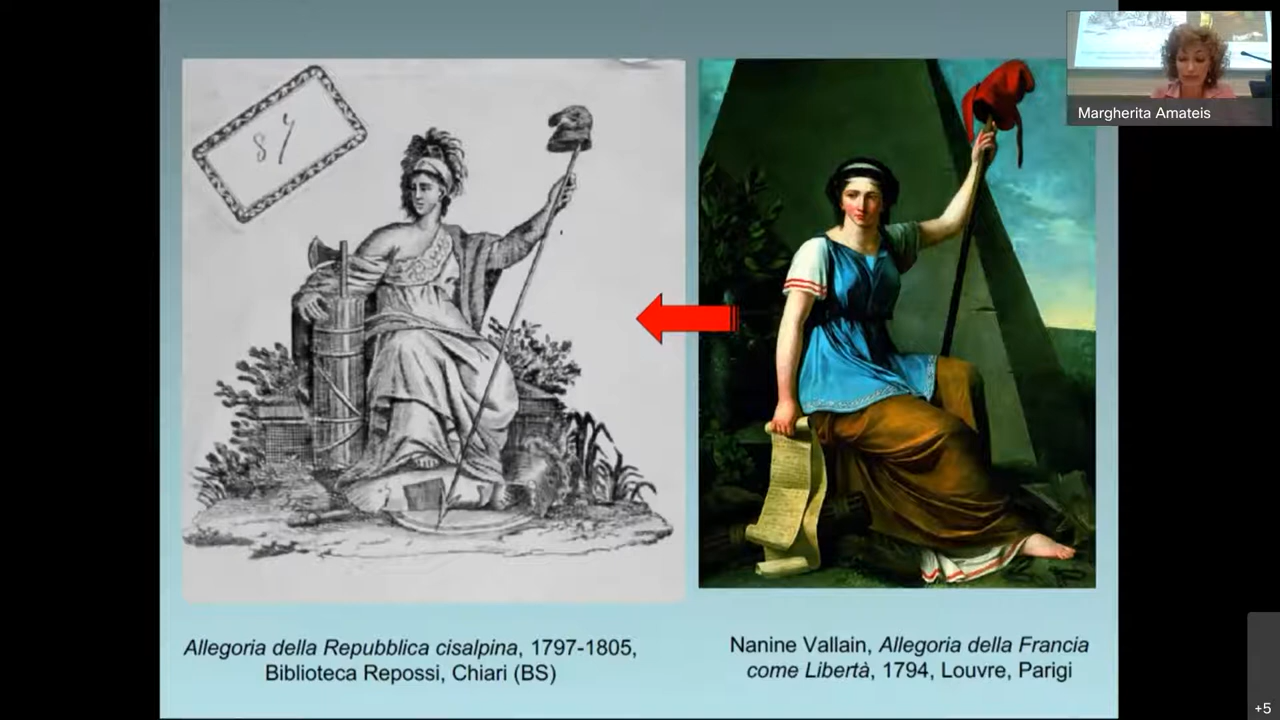 Margherita Amateis
Allegoria della Repubblica cisalpina, 1797-1805,
Biblioteca Repossi, Chiari (BS)
Nanine Vallain, Allegoria della Francia
come Libertà, 1794, Louvre, Parigi
+5